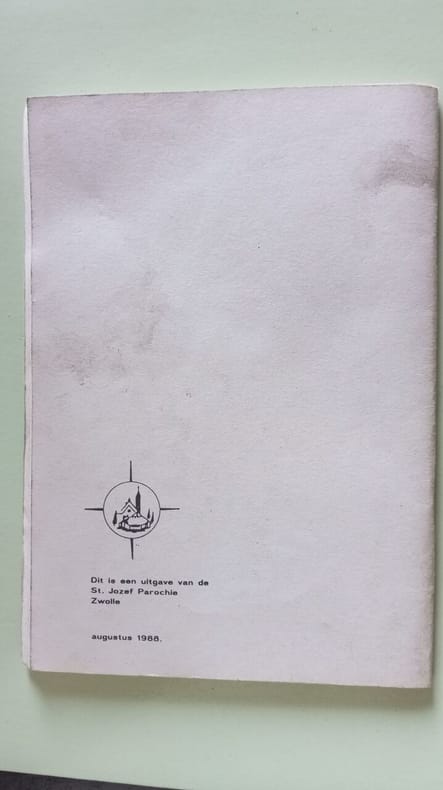 Dit is een uitgave van de
St. Jozef Parochie
Zwolle
augustus 1988.